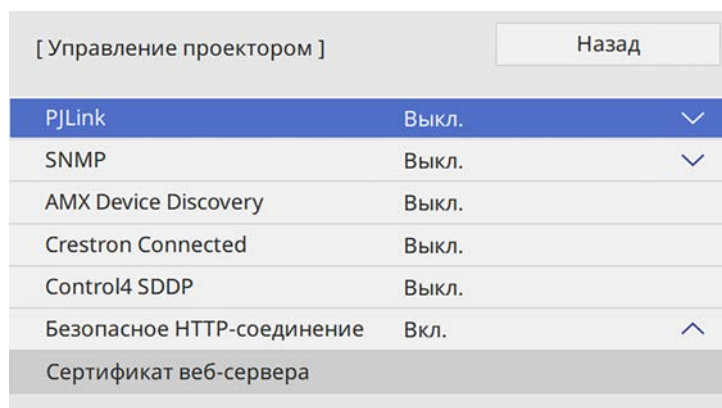 [ Управление проектором ]
Назад
PJLink Выкл.
SNMP Выкл.
AMX Device Discovery Выкл.
Crestron Connected Выкл.
Control4 SDDP Выкл.
Безопасное HTTP-соединение Вкл.
Сертификат веб-сервера